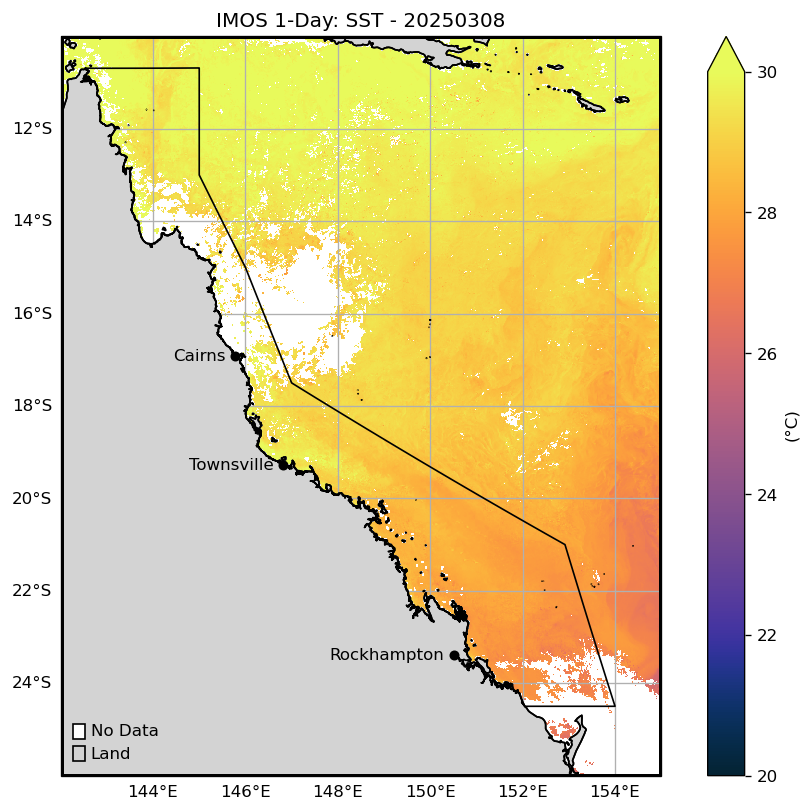 IMOS 1-Day: SST - 20250308
12°S
14°S
16°S
18°S
20°S
22°S
24°S
Cairns
Townsville
Rockhampton
No Data
Land
144°E
146°E
148°E
150°E
152°E
154°E
30
28
26
24
22
20
(°C)